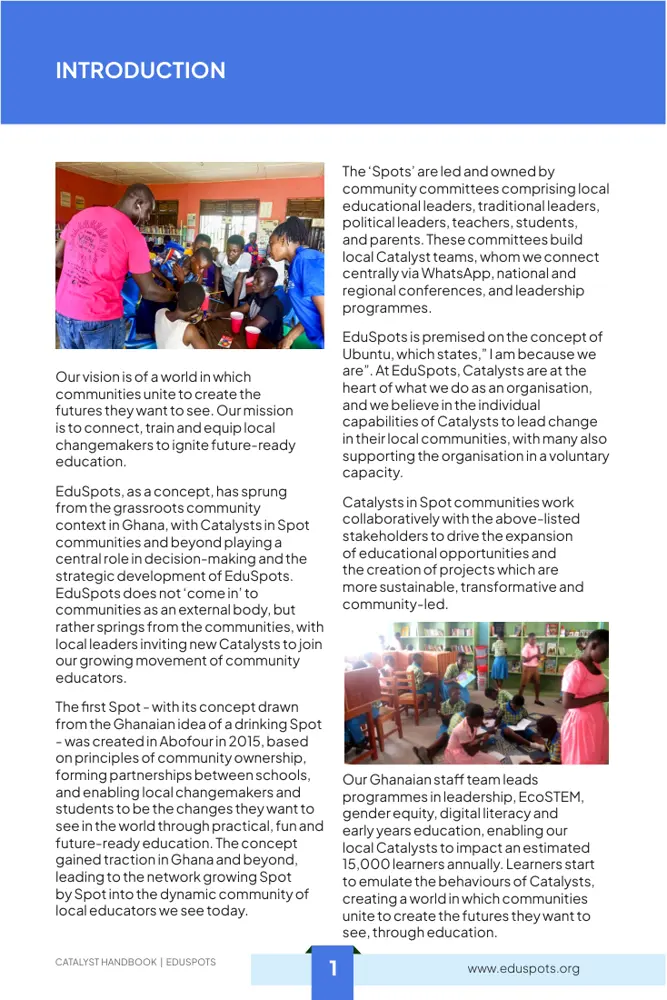 INTRODUCTION
Our vision is of a world in which
communities unite to create the
futures they want to see. Our mission
is to connect, train and equip local
changemakers to ignite future-ready
education.
EduSpots, as a concept, has sprung
from the grassroots community
context in Ghana, with Catalysts in Spot
communities and beyond playing a
central role in decision-making and the
strategic development of EduSpots.
EduSpots does not ‘come in’ to
communities as an external body, but
rather springs from the communities, with
local leaders inviting new Catalysts to join
our growing movement of community
educators.
The first Spot - with its concept drawn
from the Ghanaian idea of a drinking Spot
- was created in Abofour in 2015, based
on principles of community ownership,
forming partnerships between schools,
and enabling local changemakers and
students to be the changes they want to
see in the world through practical, fun and
future-ready education. The concept
gained traction in Ghana and beyond,
leading to the network growing Spot
by Spot into the dynamic community of
local educators we see today.
The ‘Spots’ are led and owned by
community committees comprising local
educational leaders, traditional leaders,
political leaders, teachers, students,
and parents. These committees build
local Catalyst teams, whom we connect
centrally via WhatsApp, national and
regional conferences, and leadership
programmes.
EduSpots is premised on the concept of
Ubuntu, which states,” I am because we
are”. At EduSpots, Catalysts are at the
heart of what we do as an organisation,
and we believe in the individual
capabilities of Catalysts to lead change
in their local communities, with many also
supporting the organisation in a voluntary
capacity.
Catalysts in Spot communities work
collaboratively with the above-listed
stakeholders to drive the expansion
of educational opportunities and
the creation of projects which are
more sustainable, transformative and
community-led.
Our Ghanaian staff team leads
programmes in leadership, EcoSTEM,
gender equity, digital literacy and
early years education, enabling our
local Catalysts to impact an estimated
15,000 learners annually. Learners start
to emulate the behaviours of Catalysts,
creating a world in which communities
unite to create the futures they want to
see, through education.
CATALYST HANDBOOK | EDUSPOTS
1
www.eduspots.org